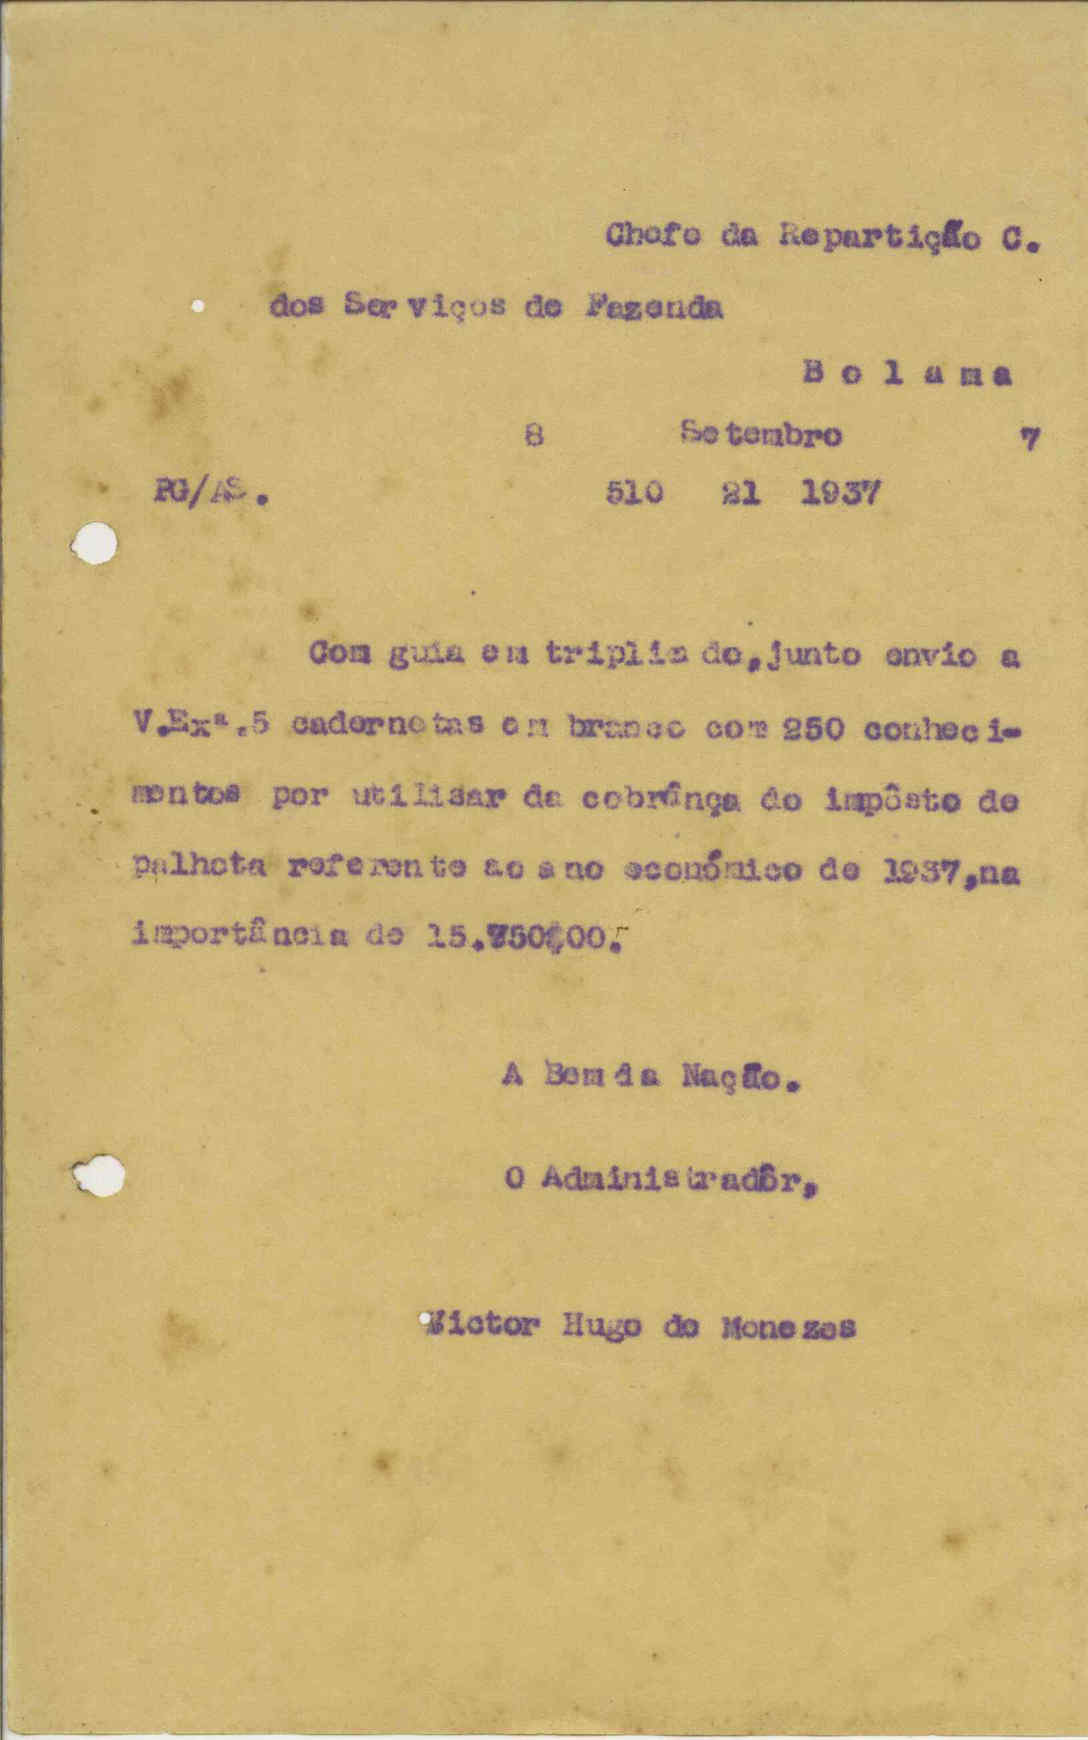 Chefe da Repartição C.
dos Serviços de Fazenda
B o l a m a
8 Setembro 7
PG/AS. 510 21 1937
Com guia em triplicado, junto envio a
V.Exª.5 cadernetas em branco com 250 conheci-
mentos por utilisar da cobrânça do impôsto de
palhota referente ao ano económico de 1937,na
importância de 15.750$00.
A Bem da Nação.
O Administradôr,
Victor Hugo de Menezes